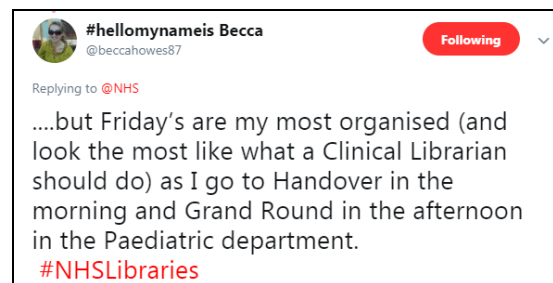 #hellomynameis Becca
@beccahowes87
Following
Replying to @NHS
....but Friday's are my most organised (and
look the most like what a Clinical Librarian
should do) as I go to Handover in the
morning and Grand Round in the afternoon
in the Paediatric department.
#NHSLibraries